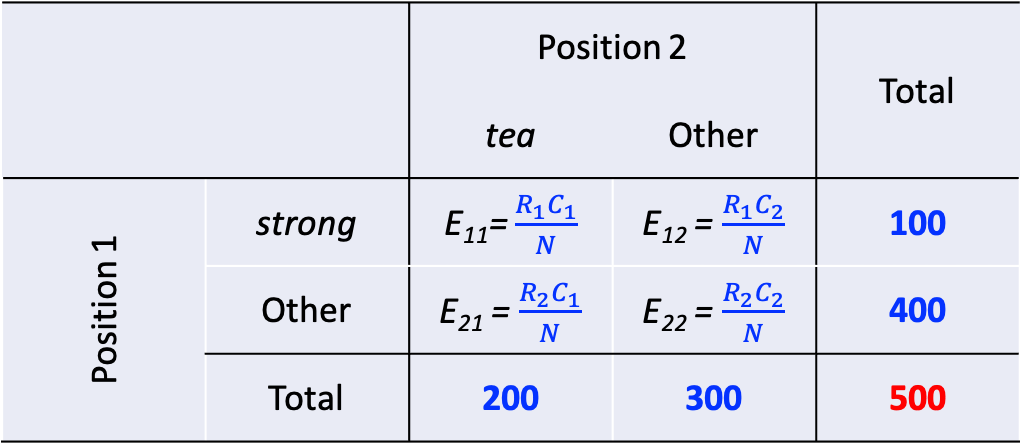 Position 2
Total
tea Other
Position 1
strong E₁₁= R₁C₁/N E₁₂ = R₁C₂/N 100
Other E₂₁ = R₂C₁/N E₂₂ = R₂C₂/N 400
Total 200 300 500